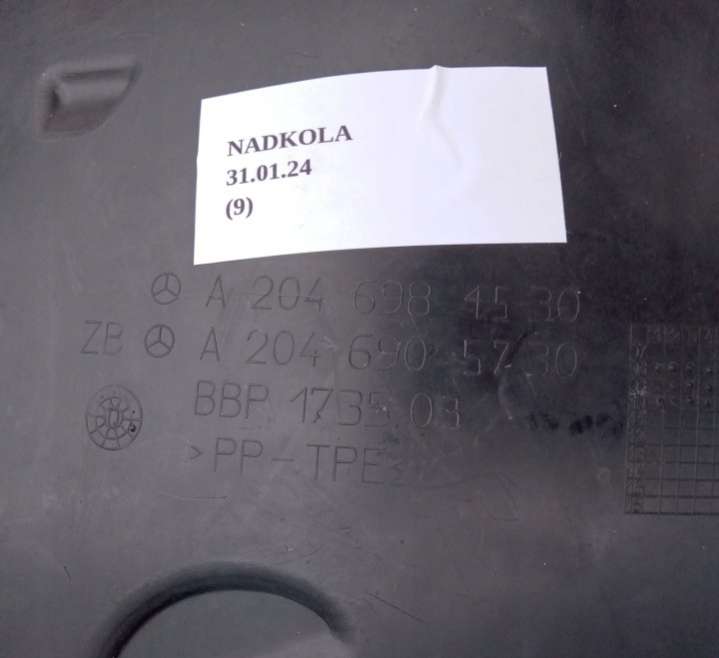 NADKOLA
31.01.24
(9)
A 204 698 45 30
ZB A 204 690 57 30
BBP 1735 03
>PP-TPE<